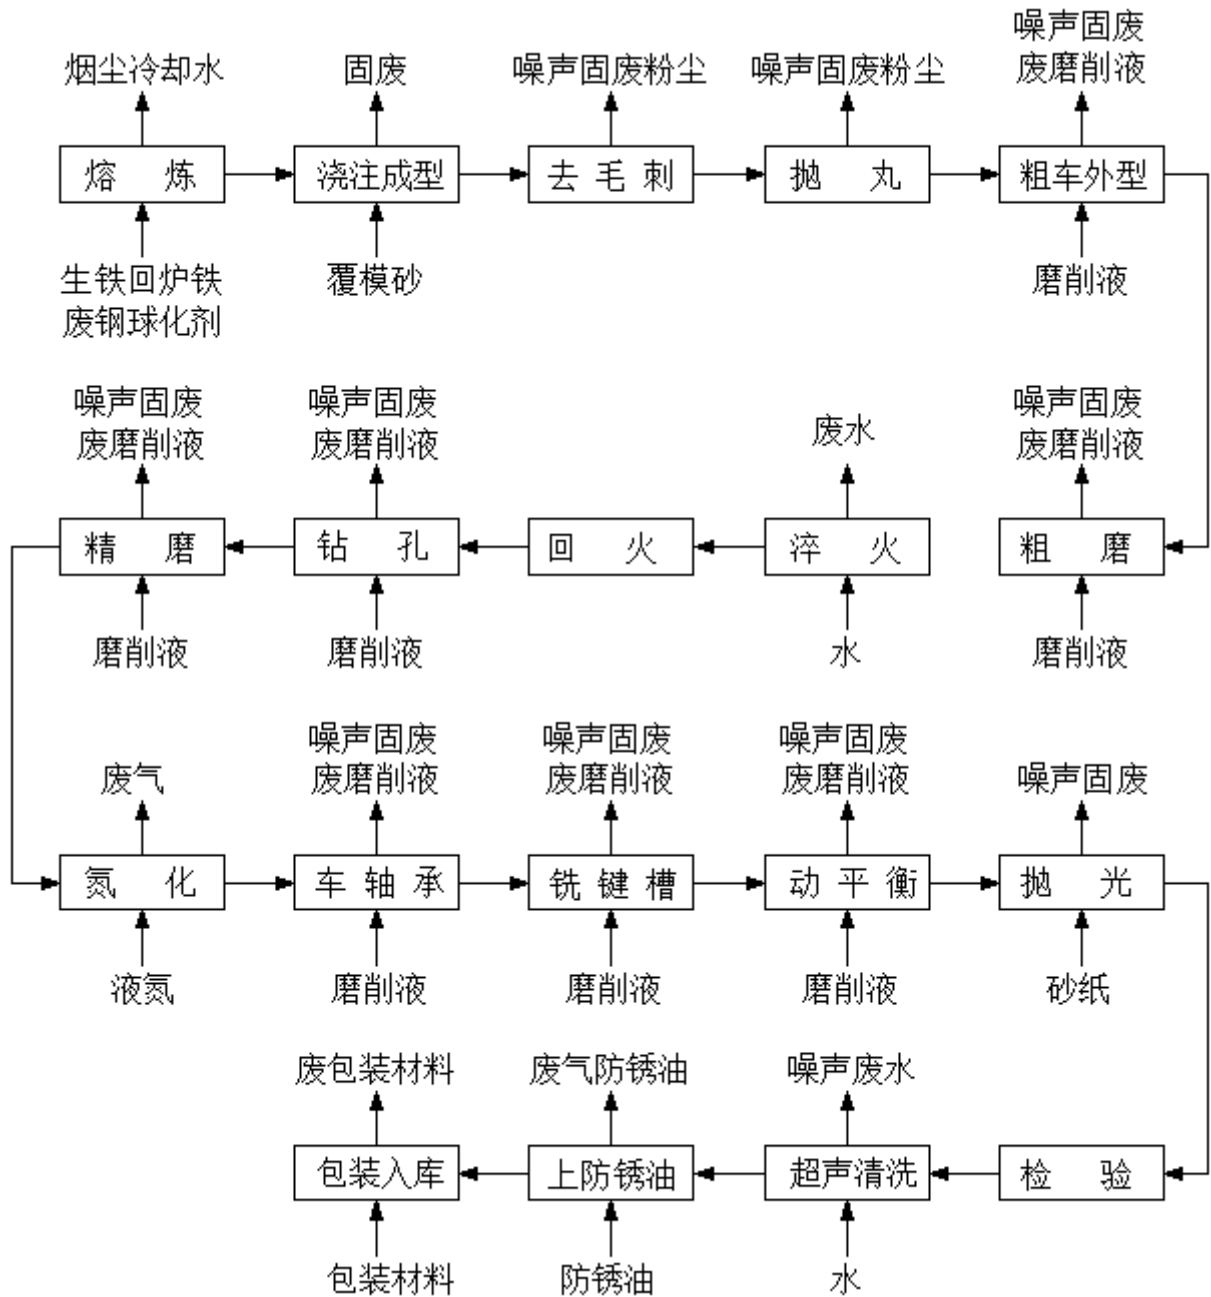 烟尘冷却水
固废
噪声固废粉尘
噪声固废粉尘
噪声固废
废磨削液
熔 炼
浇注成型
去毛刺
抛 丸
粗车外型
生铁回炉铁
废钢球化剂
覆模砂
磨削液
噪声固废
废磨削液
噪声固废
废磨削液
废水
噪声固废
废磨削液
精 磨
钻 孔
回 火
淬 火
粗 磨
磨削液
磨削液
水
磨削液
废气
噪声固废
废磨削液
噪声固废
废磨削液
噪声固废
废磨削液
噪声固废
氮 化
车轴承
铣键槽
动平衡
抛 光
液氮
磨削液
磨削液
磨削液
砂纸
废包装材料
废气防锈油
噪声废水
包装入库
上防锈油
超声清洗
检 验
包装材料
防锈油
水